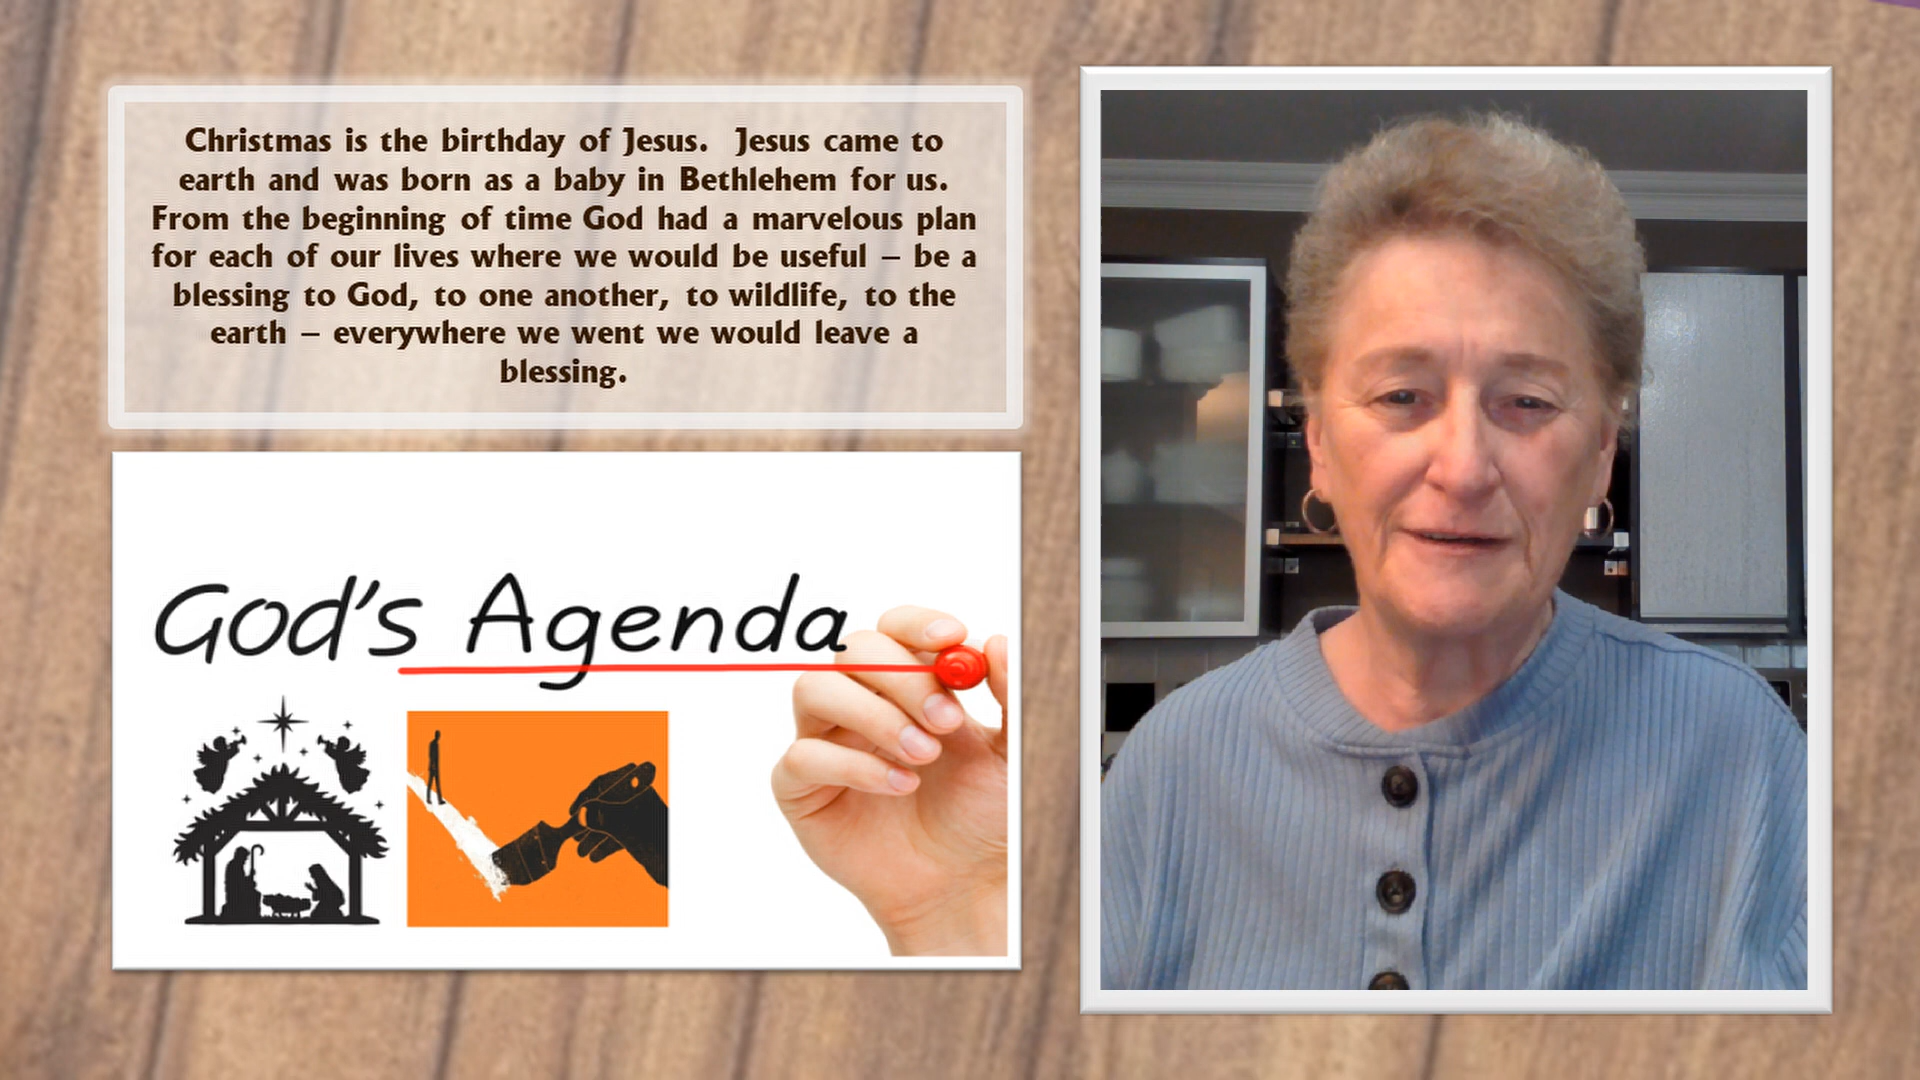 Christmas is the birthday of Jesus.  Jesus came to
earth and was born as a baby in Bethlehem for us.
From the beginning of time God had a marvelous plan
for each of our lives where we would be useful – be a
blessing to God, to one another, to wildlife, to the
earth – everywhere we went we would leave a
blessing.
God's Agenda